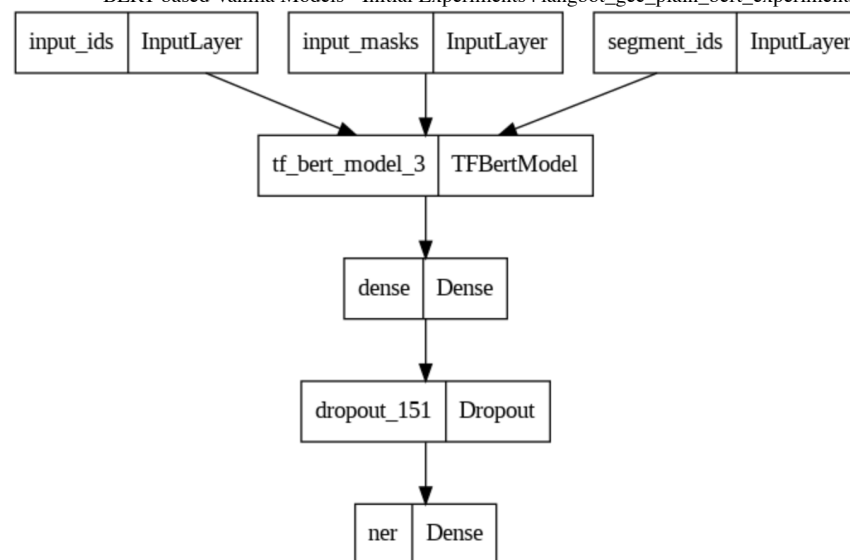 input_ids InputLayer input_masks InputLayer segment_ids InputLayer
tf_bert_model_3 TFBertModel
dense Dense
dropout_151 Dropout
ner Dense